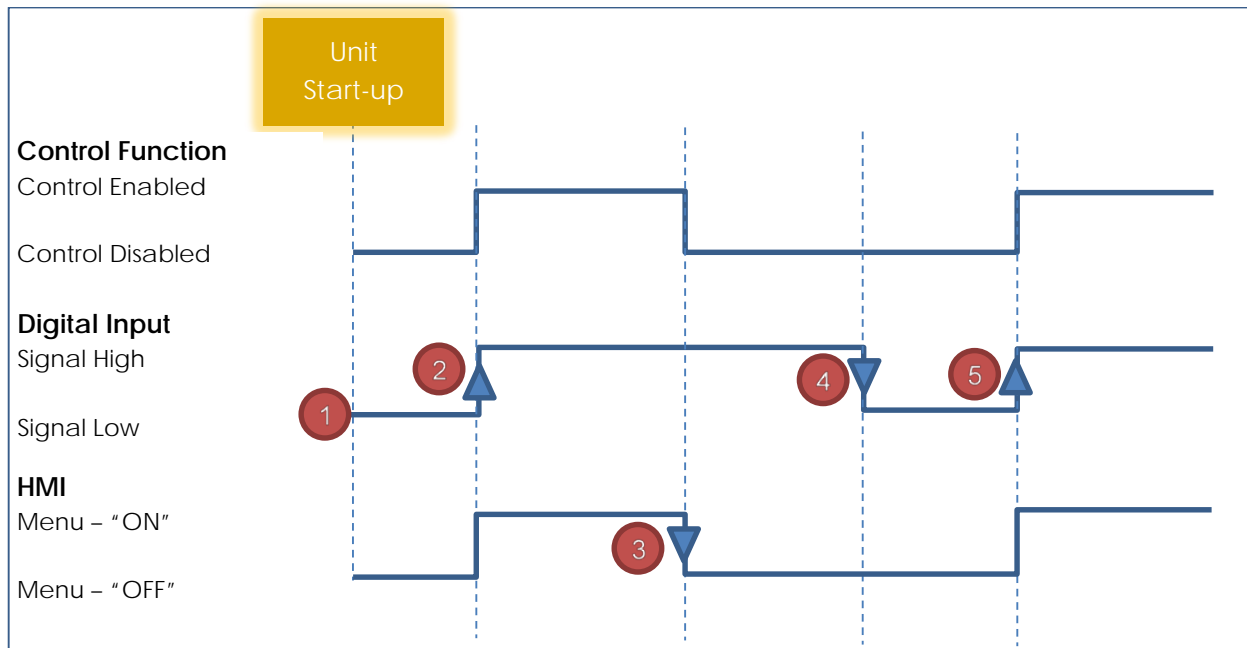 Unit
Start-up
Control Function
Control Enabled
Control Disabled
Digital Input
Signal High
2
4
5
1
Signal Low
HMI
Menu – “ON”
3
Menu – “OFF”